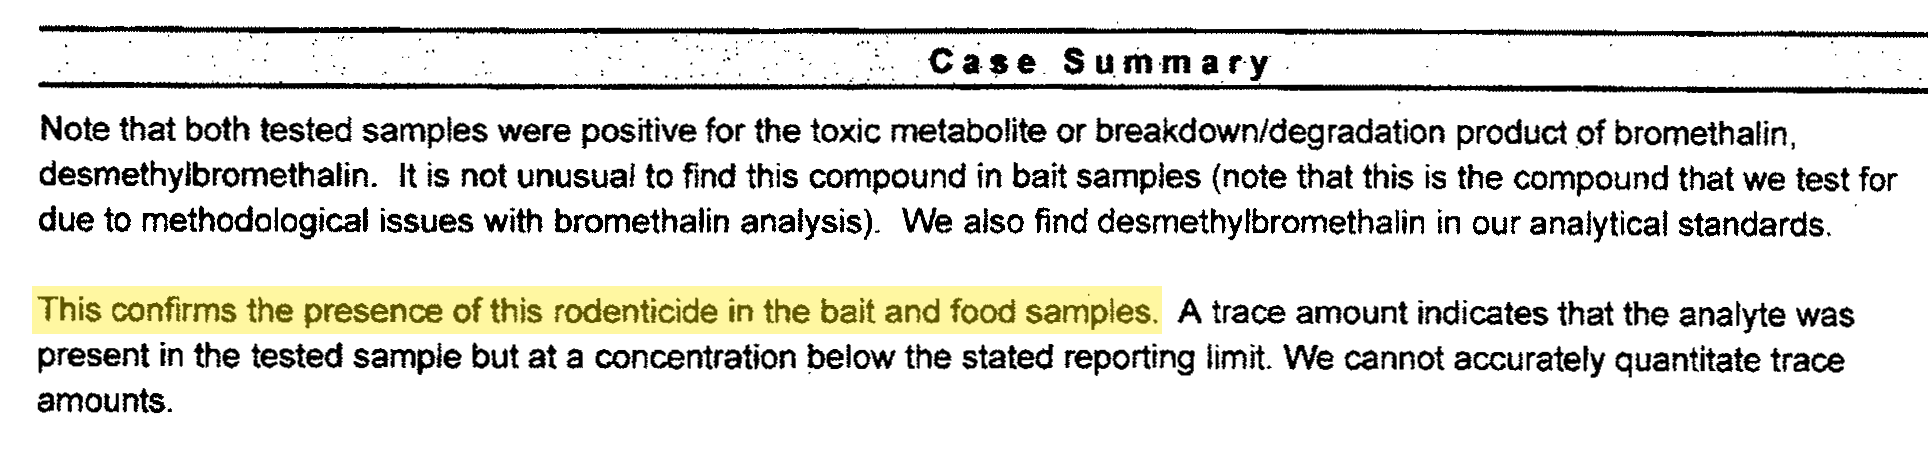 Case Summary
Note that both tested samples were positive for the toxic metabolite or breakdown/degradation product of bromethalin,
desmethylbromethalin. It is not unusual to find this compound in bait samples (note that this is the compound that we test for
due to methodological issues with bromethalin analysis). We also find desmethylbromethalin in our analytical standards.
This confirms the presence of this rodenticide in the bait and food samples. A trace amount indicates that the analyte was
present in the tested sample but at a concentration below the stated reporting limit. We cannot accurately quantitate trace
amounts.